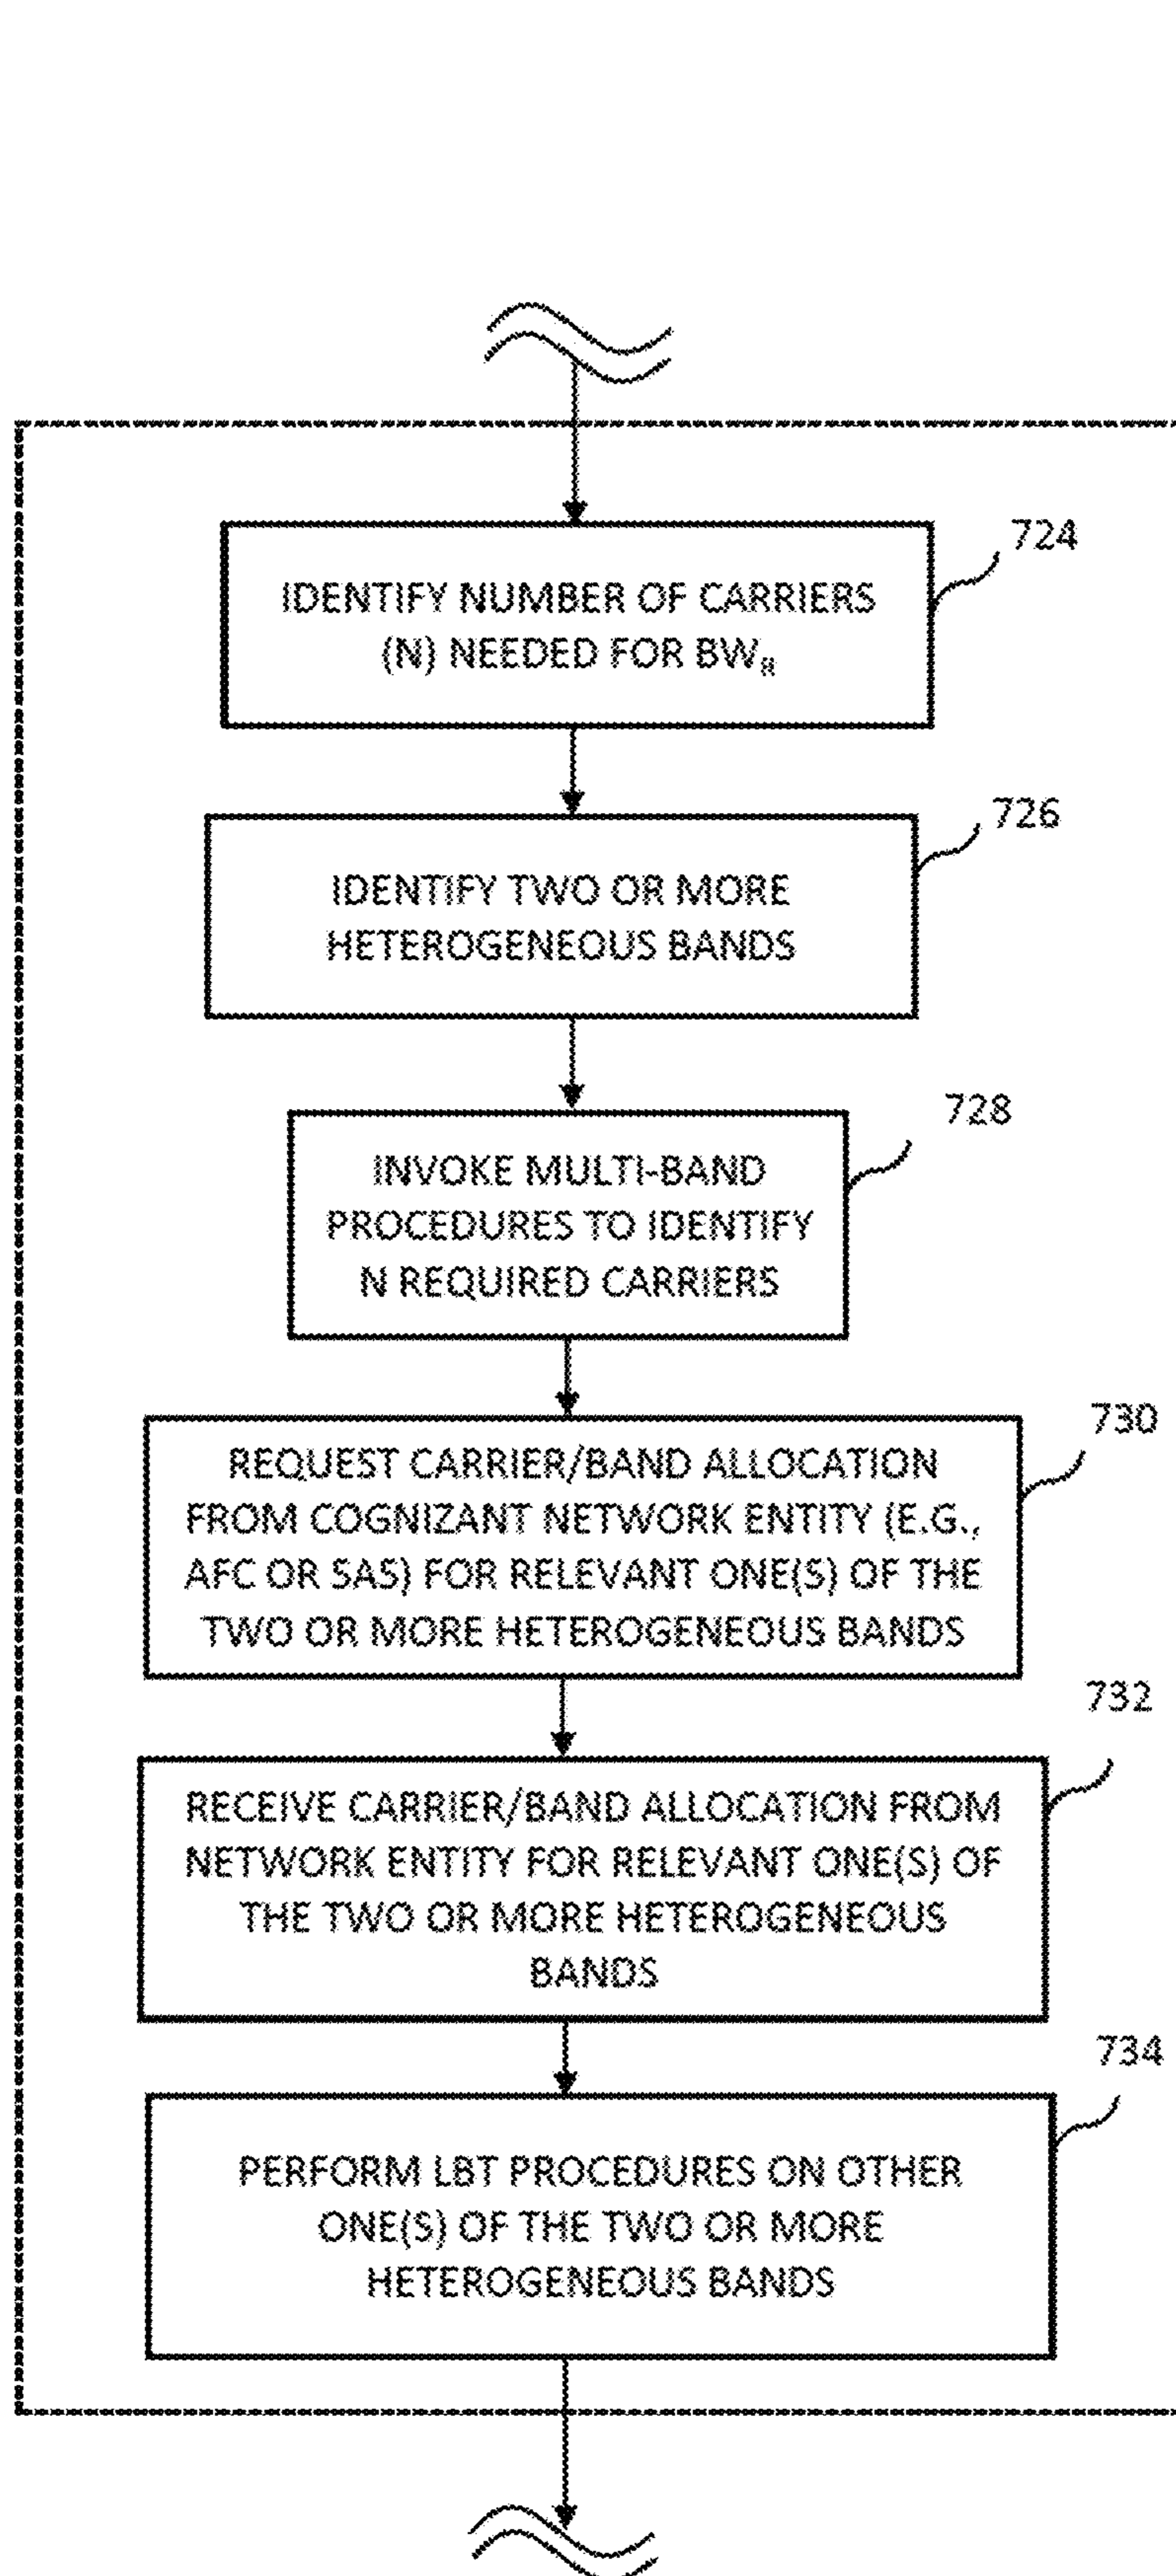 724
IDENTIFY NUMBER OF CARRIERS
(N) NEEDED FOR BWR
726
IDENTIFY TWO OR MORE
HETEROGENEOUS BANDS
728
INVOKE MULTI-BAND
PROCEDURES TO IDENTIFY
N REQUIRED CARRIERS
730
REQUEST CARRIER/BAND ALLOCATION
FROM COGNIZANT NETWORK ENTITY (E.G.,
AFC OR SAS) FOR RELEVANT ONE(S) OF THE
TWO OR MORE HETEROGENEOUS BANDS
732
RECEIVE CARRIER/BAND ALLOCATION FROM
NETWORK ENTITY FOR RELEVANT ONE(S) OF
THE TWO OR MORE HETEROGENEOUS
BANDS
734
PERFORM LBT PROCEDURES ON OTHER
ONE(S) OF THE TWO OR MORE
HETEROGENEOUS BANDS